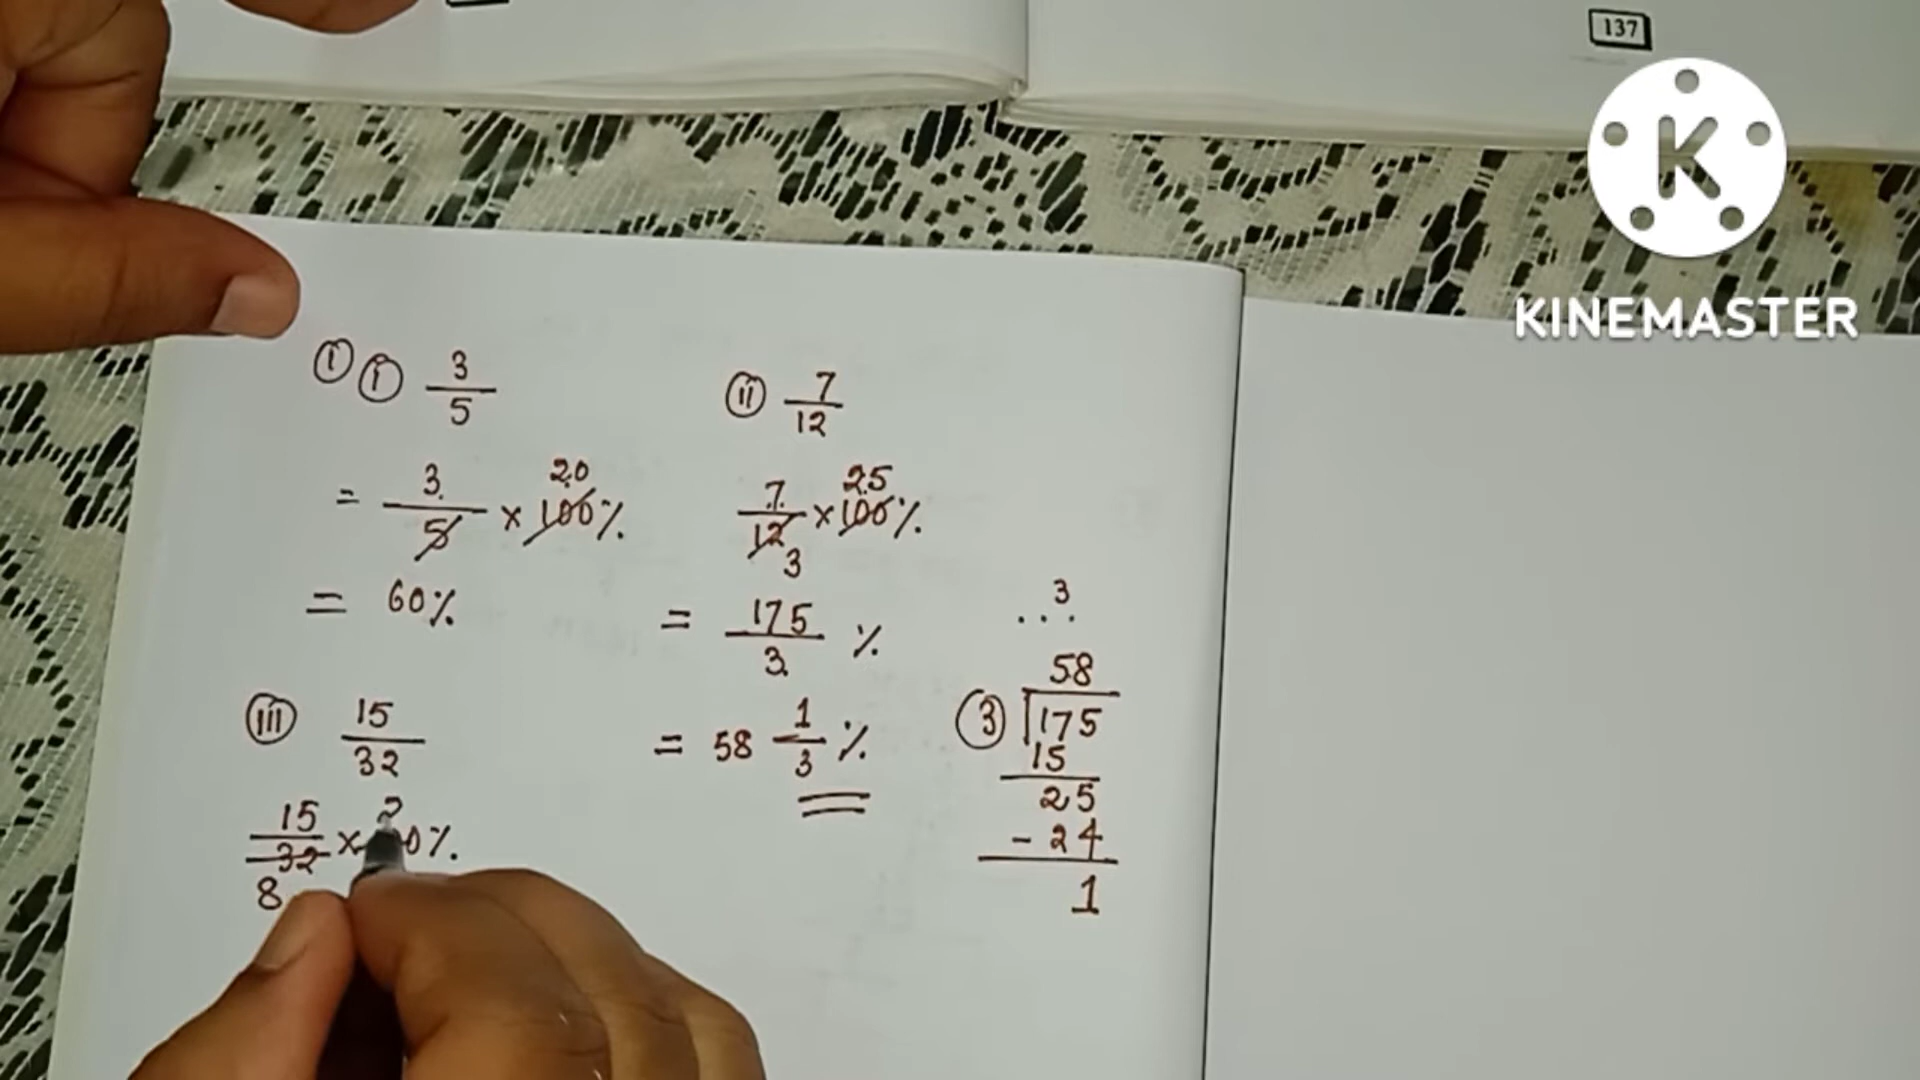 137
KINEMASTER
① ⓘ 3/5
= 3/5 × 100% 20
= 60%
ⓘⓘ 7/12
7/12 × 100% 25
3
= 175/3 %
= 58 1/3 %
3
...
58
③ 175
15
25
- 24
1
ⓘⓘⓘ 15/32
15/32 × 0%
8